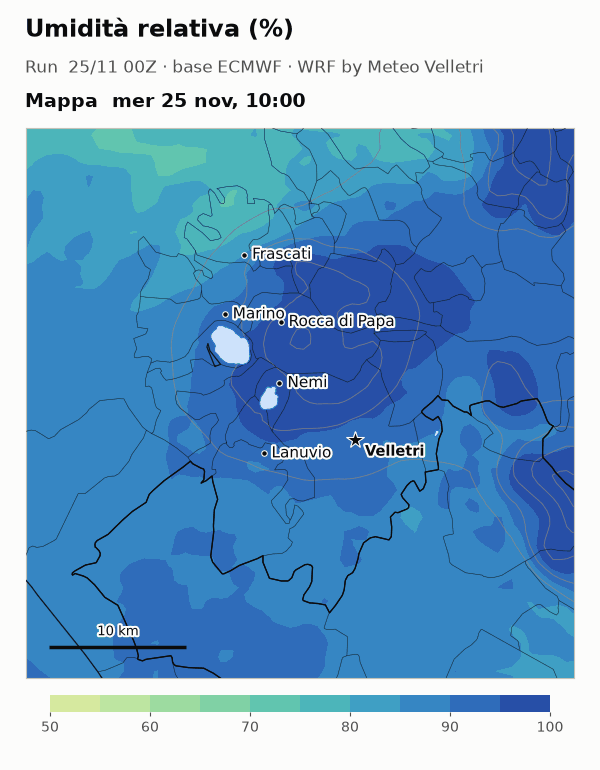 Umidità relativa (%)
Run  25/11 00Z · base ECMWF · WRF by Meteo Velletri
Mappa  mer 25 nov, 10:00
Frascati
Marino
Rocca di Papa
Nemi
Velletri
Lanuvio
10 km
50 60 70 80 90 100